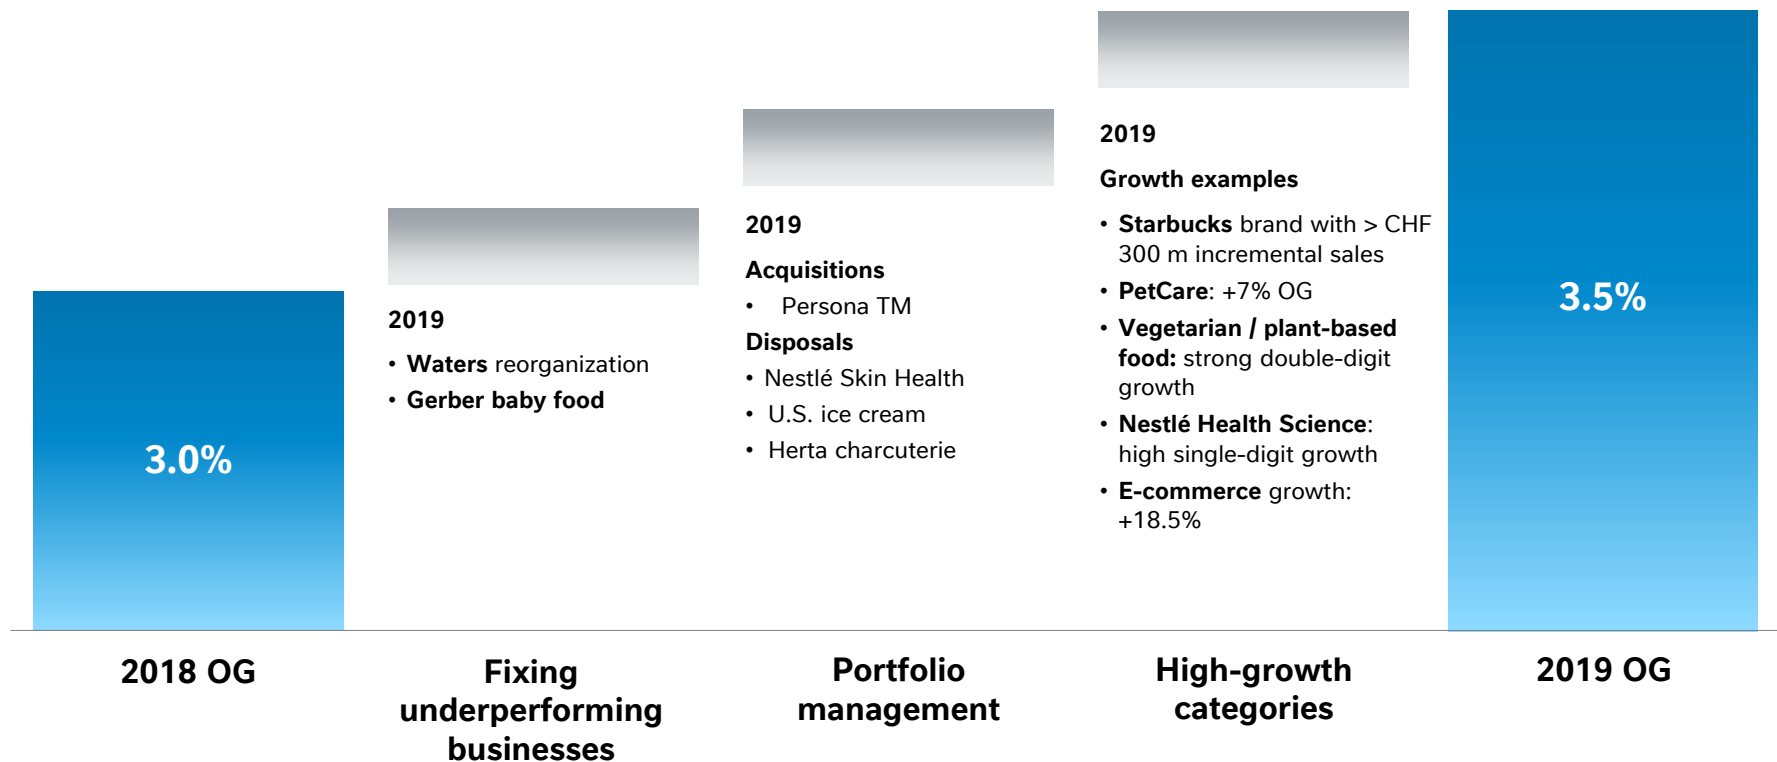 3.0%
2018 OG
2019
• Waters reorganization
• Gerber baby food
Fixing
underperforming
businesses
2019
Acquisitions
• Persona TM
Disposals
• Nestlé Skin Health
• U.S. ice cream
• Herta charcuterie
Portfolio
management
2019
Growth examples
• Starbucks brand with > CHF
300 m incremental sales
• PetCare: +7% OG
• Vegetarian / plant-based
food: strong double-digit
growth
• Nestlé Health Science:
high single-digit growth
• E-commerce growth:
+18.5%
High-growth
categories
3.5%
2019 OG